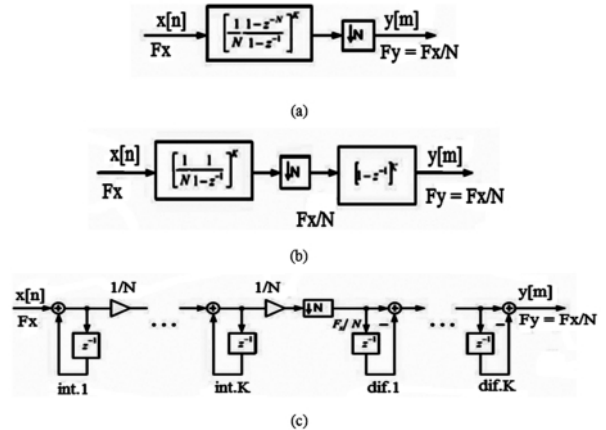 x[n]
Fx
[1/N 1-z^-N/1-z^-1]^K
↓N
y[m]
Fy = Fx/N
(a)
x[n]
Fx
[1/N 1/1-z^-1]^K
↓N
Fx/N
[1-z^-1]^K
y[m]
Fy = Fx/N
(b)
x[n]
Fx
1/N
z^-1
int.1
...
1/N
z^-1
int.K
↓N
Fx/N
z^-1
dif.1
...
z^-1
dif.K
y[m]
Fy = Fx/N
(c)